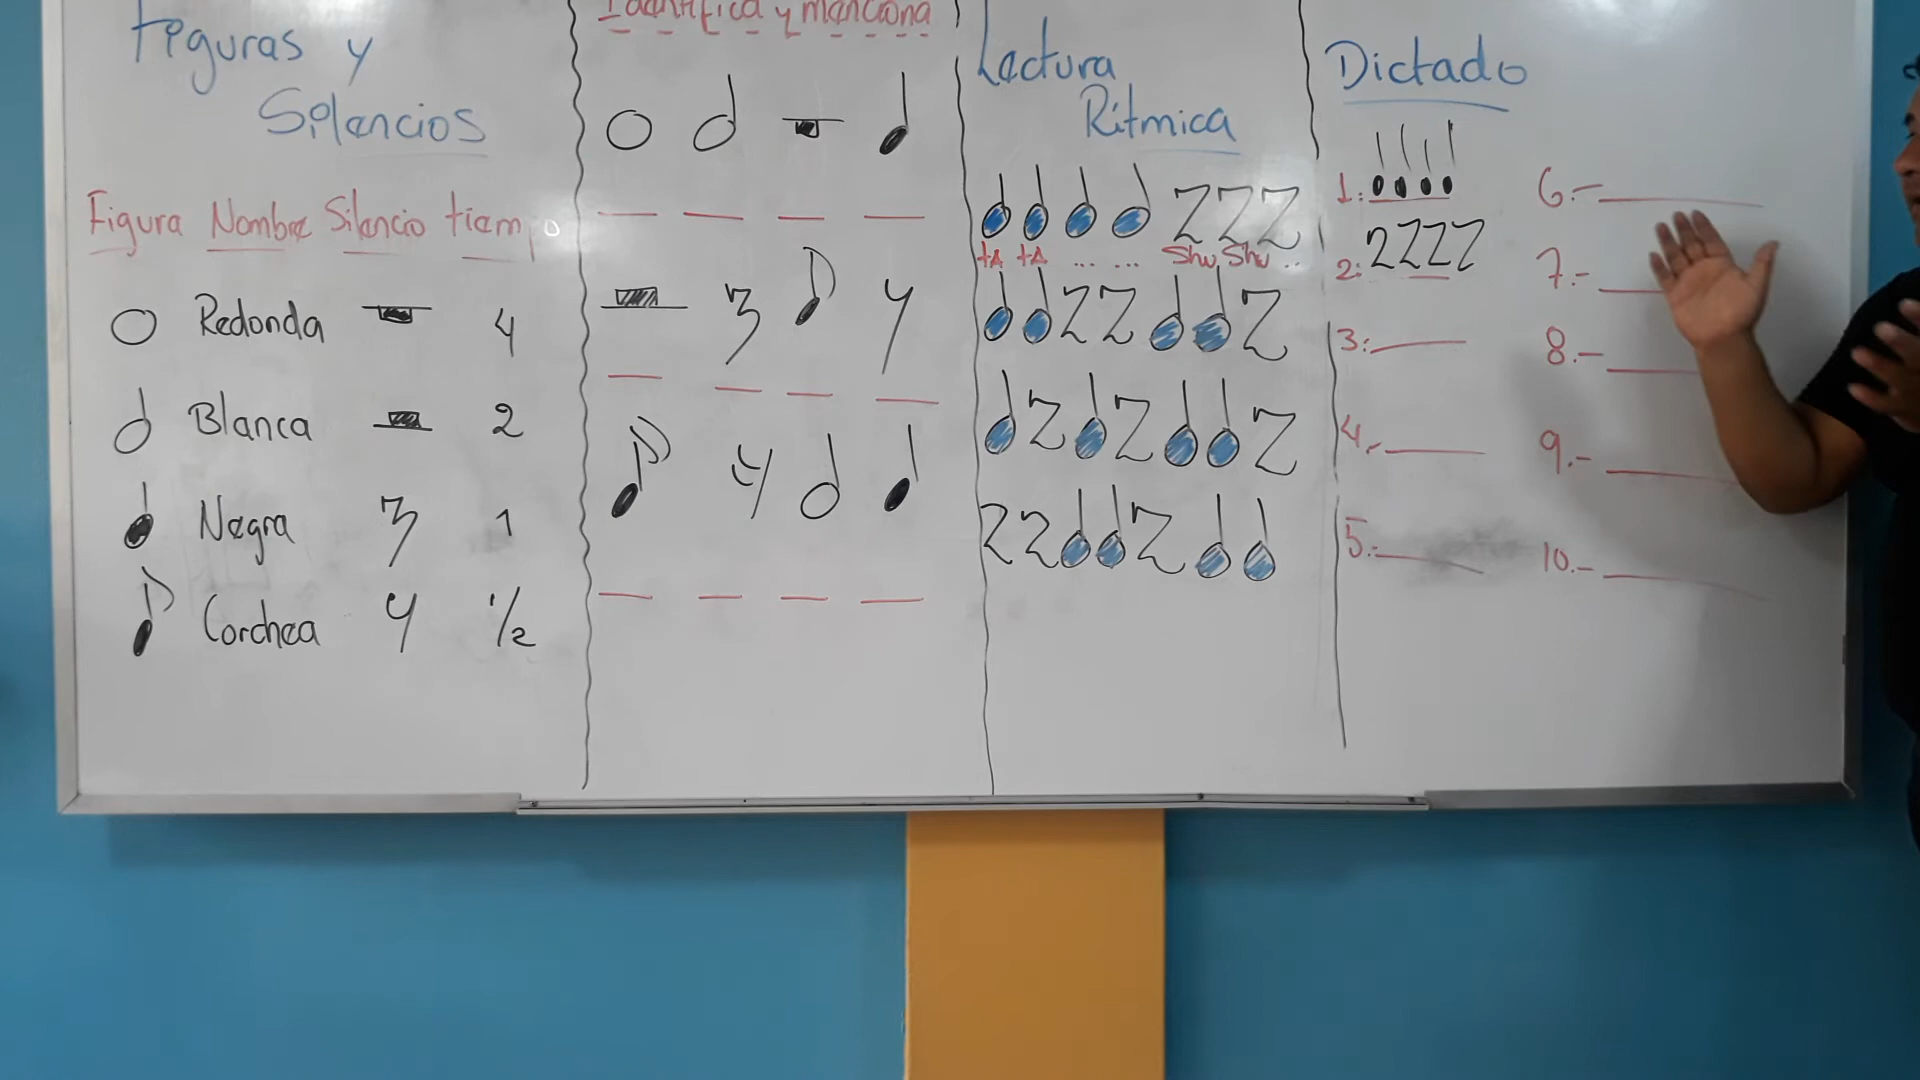 Figuras y
Silencios
Figura Nombre Silencio tiempo
Redonda 4
Blanca 2
Negra 1
Corchea 1/2
Identifica y menciona
Lectura
Rítmica
tA tA ... ... Shu Shu ..
Dictado
1:
2:
3:
4.-
5.-
6.-
7.-
8.-
9.-
10.-